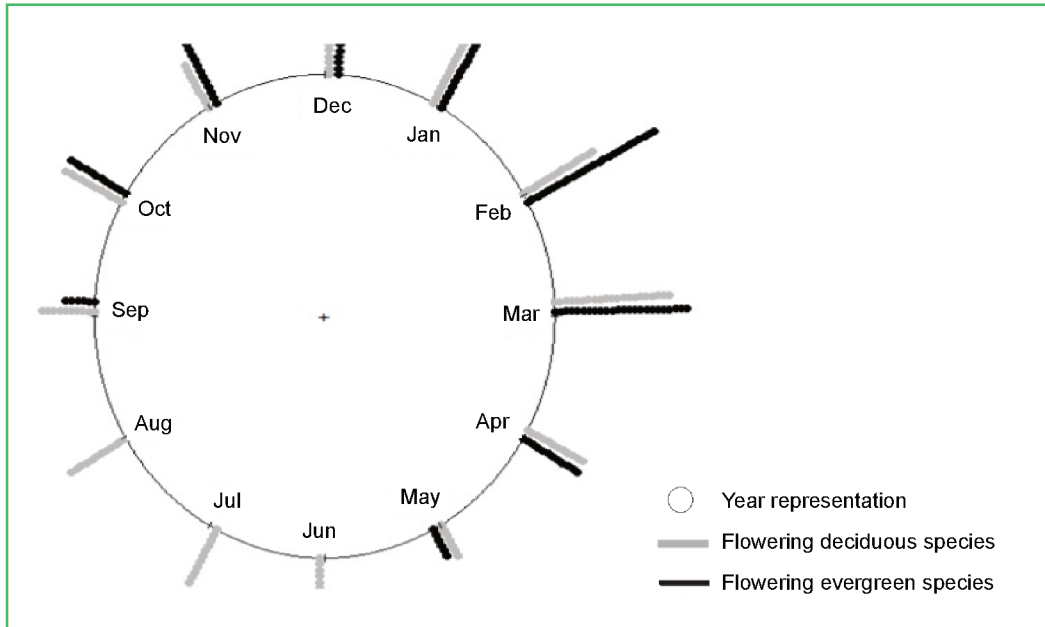 Dec
Jan
Nov
Feb
Oct
Mar
Sep
Apr
Aug
May
Jul
Jun
Year representation
Flowering deciduous species
Flowering evergreen species